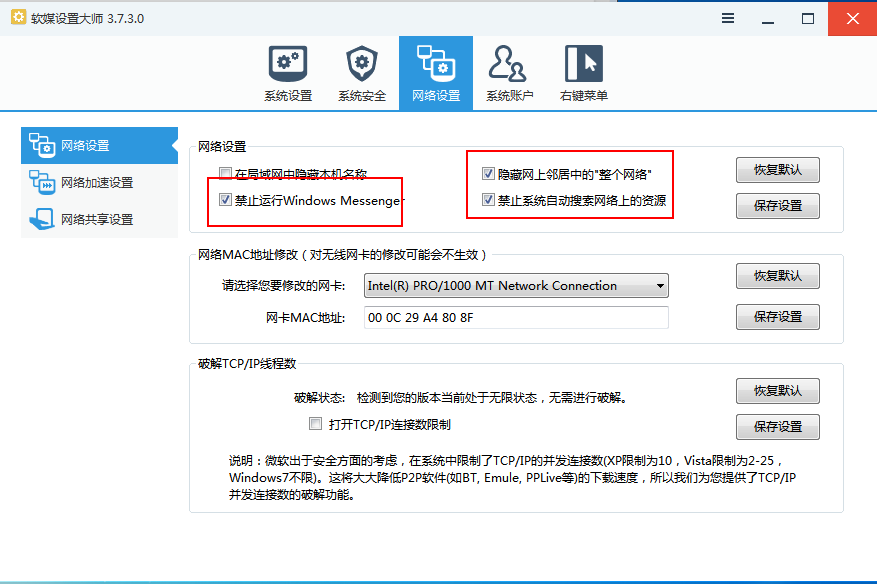 软媒设置大师 3.7.3.0
系统设置 系统安全 网络设置 系统账户 右键菜单
网络设置
网络加速设置
网络共享设置
网络设置
在局域网中隐藏本机名称 隐藏网上邻居中的"整个网络" 恢复默认
禁止运行Windows Messenger 禁止系统自动搜索网络上的资源 保存设置
网络MAC地址修改（对无线网卡的修改可能会不生效）
请选择您要修改的网卡: Intel(R) PRO/1000 MT Network Connection 恢复默认
网卡MAC地址: 00 0C 29 A4 80 8F 保存设置
破解TCP/IP线程数
破解状态: 检测到您的版本当前处于无限状态，无需进行破解。 恢复默认
打开TCP/IP连接数限制 保存设置
说明：微软出于安全方面的考虑，在系统中限制了TCP/IP的并发连接数(XP限制为10，Vista限制为2-25，
Windows7不限)。这将大大降低P2P软件(如BT, Emule, PPLive等)的下载速度，所以我们为您提供了TCP/IP
并发连接数的破解功能。